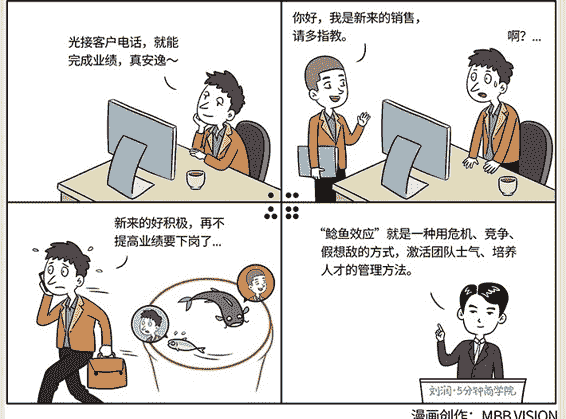 光接客户电话，就能
完成业绩，真安逸～
你好，我是新来的销售，
请多指教。
啊？...
新来的好积极，再不
提高业绩要下岗了...
“鲶鱼效应”就是一种用危机、竞争、
假想敌的方式，激活团队士气、培养
人才的管理方法。
刘润·5分钟商学院
漫画创作：MBB VISION